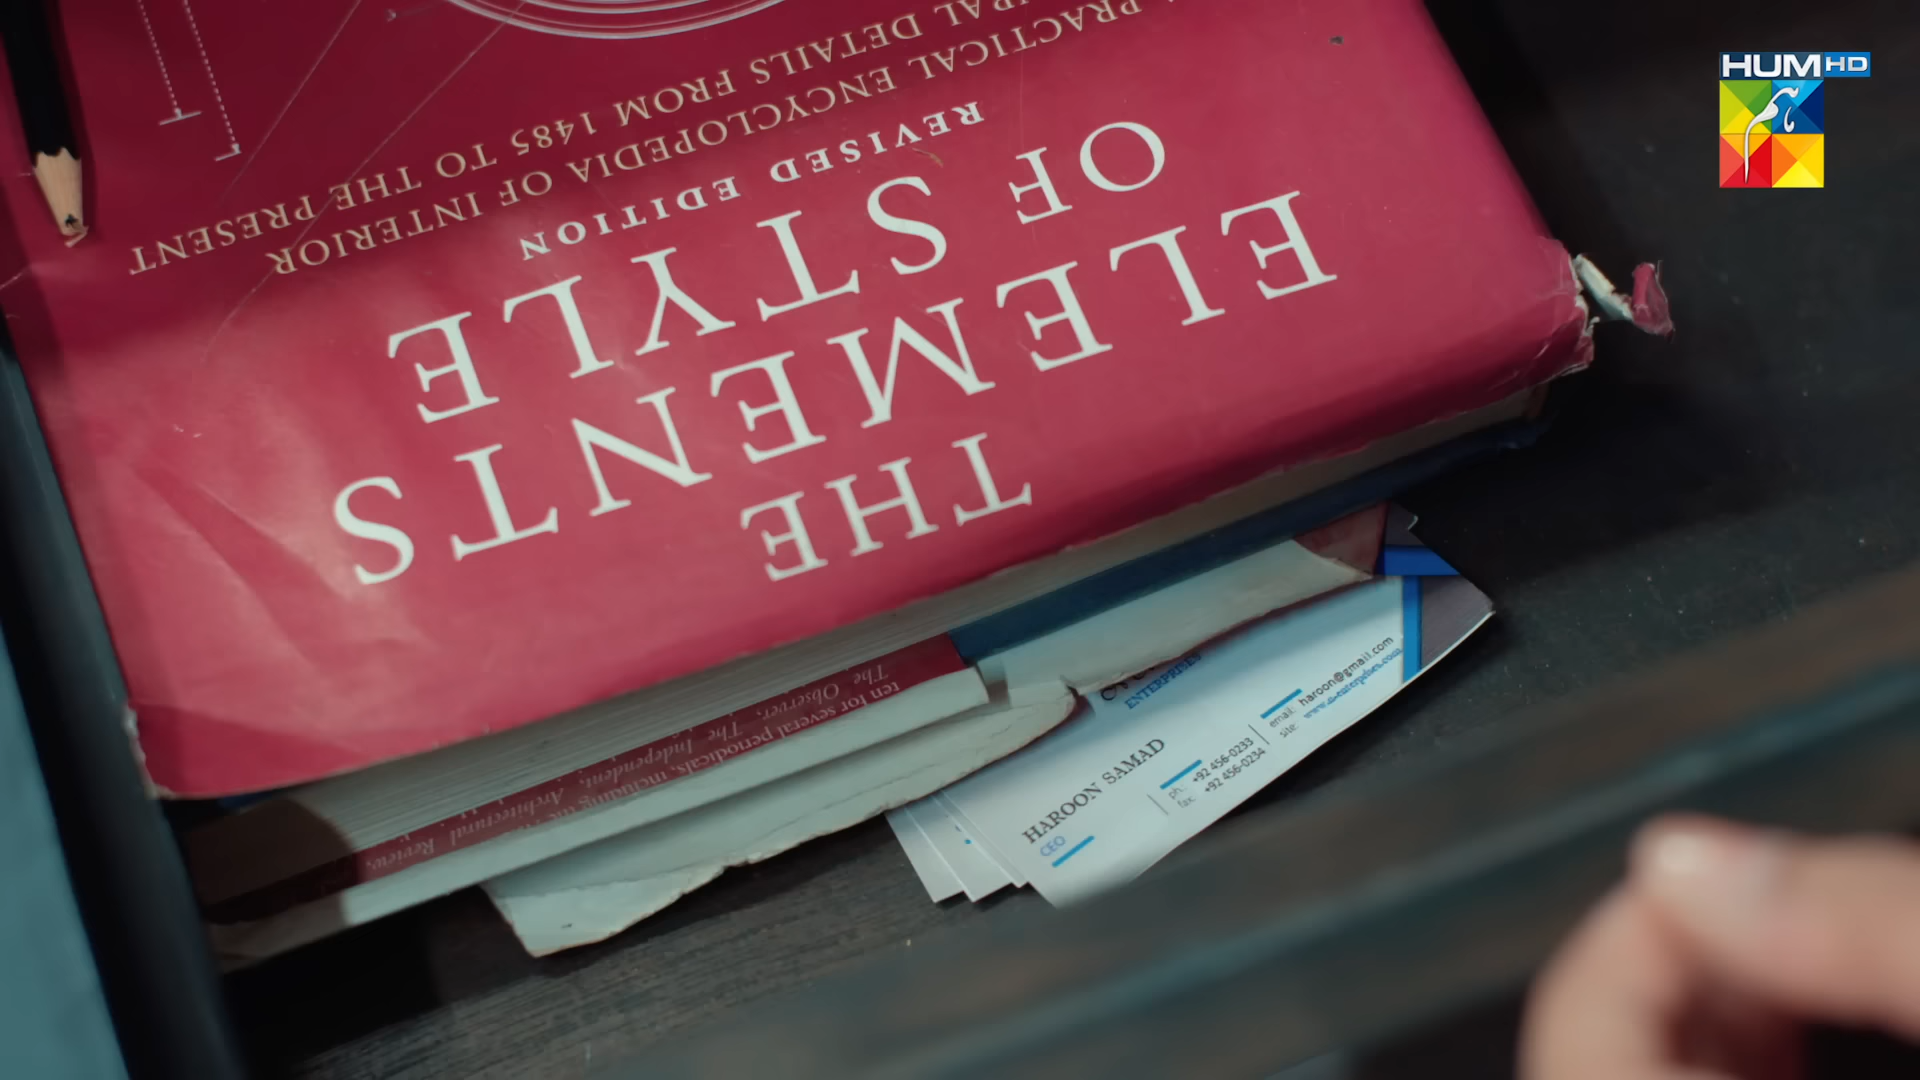 HUM HD
THE
ELEMENTS
OF STYLE
REVISED EDITION
PRACTICAL ENCYCLOPEDIA OF INTERIOR
DETAILS FROM 1485 TO THE PRESENT
ten for several periodicals, including the
The Observer, The Independent, Architectural Review,
ENTERPRISES
HAROON SAMAD
CEO
ph: +92 456-0233
fax: +92 456-0234
email: haroon@gmail.com
site: